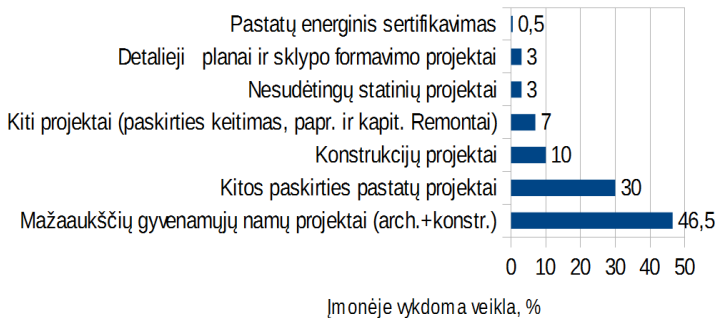 Pastatų energinis sertifikavimas 0,5
Detalieji planai ir sklypo formavimo projektai 3
Nesudėtingų statinių projektai 3
Kiti projektai (paskirties keitimas, papr. ir kapit. Remontai) 7
Konstrukcijų projektai 10
Kitos paskirties pastatų projektai 30
Mažaaukščių gyvenamųjų namų projektai (arch.+konstr.) 46,5
0 10 20 30 40 50
Įmonėje vykdoma veikla, %